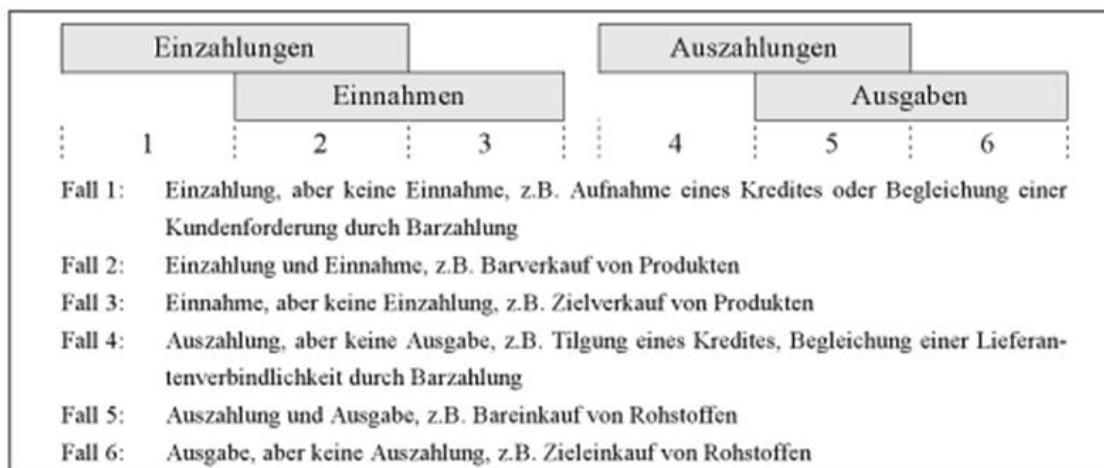 Einzahlungen Auszahlungen
Einnahmen Ausgaben
1 2 3 4 5 6
Fall 1: Einzahlung, aber keine Einnahme, z.B. Aufnahme eines Kredites oder Begleichung einer
Kundenforderung durch Barzahlung
Fall 2: Einzahlung und Einnahme, z.B. Barverkauf von Produkten
Fall 3: Einnahme, aber keine Einzahlung, z.B. Zielverkauf von Produkten
Fall 4: Auszahlung, aber keine Ausgabe, z.B. Tilgung eines Kredites, Begleichung einer Lieferan-
tenverbindlichkeit durch Barzahlung
Fall 5: Auszahlung und Ausgabe, z.B. Bareinkauf von Rohstoffen
Fall 6: Ausgabe, aber keine Auszahlung, z.B. Zieleinkauf von Rohstoffen